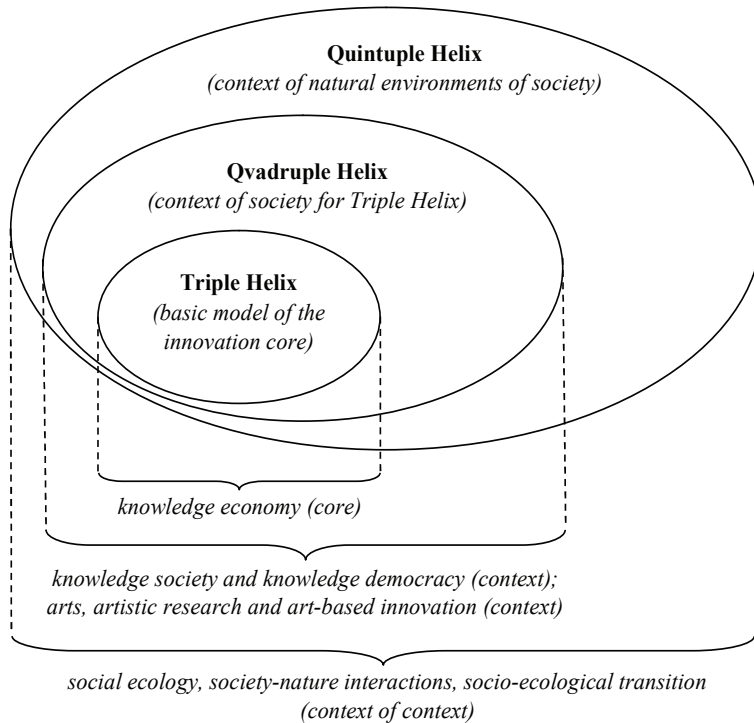 Quintuple Helix
(context of natural environments of society)
Qvadruple Helix
(context of society for Triple Helix)
Triple Helix
(basic model of the
innovation core)
knowledge economy (core)
knowledge society and knowledge democracy (context);
arts, artistic research and art-based innovation (context)
social ecology, society-nature interactions, socio-ecological transition
(context of context)